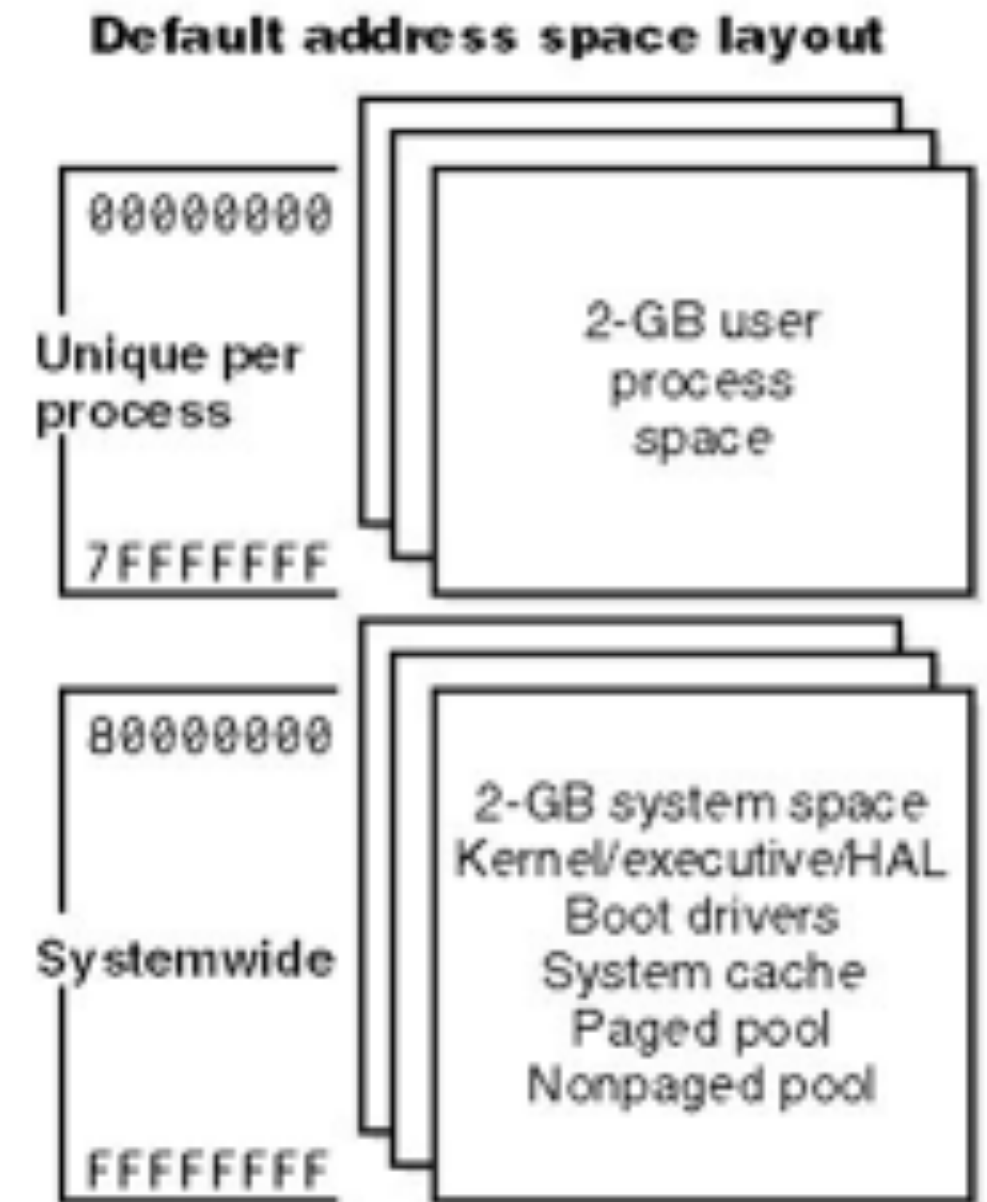 Default address space layout
00000000
Unique per
process
7FFFFFFF
2-GB user
process
space
80000000
Systemwide
FFFFFFFF
2-GB system space
Kernel/executive/HAL
Boot drivers
System cache
Paged pool
Nonpaged pool